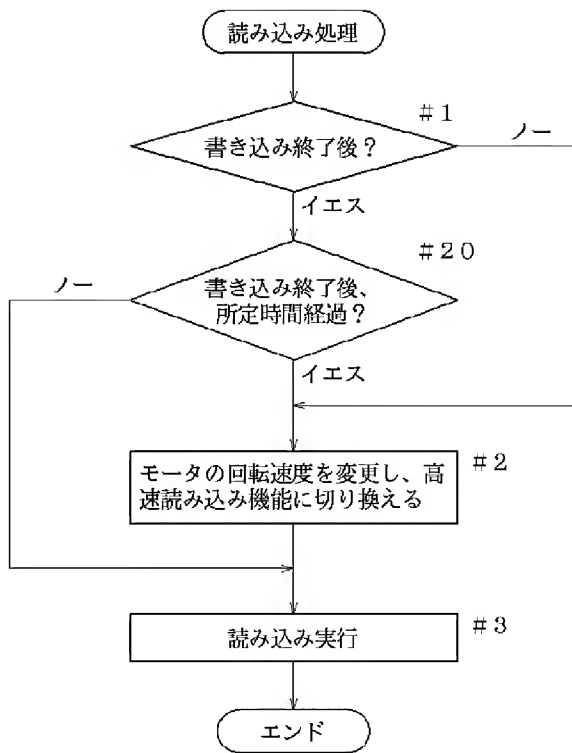 読み込み処理
#1
書き込み終了後？
ノー
イエス
#20
ノー
書き込み終了後、
所定時間経過？
イエス
モータの回転速度を変更し、高
速読み込み機能に切り換える
#2
読み込み実行
#3
エンド